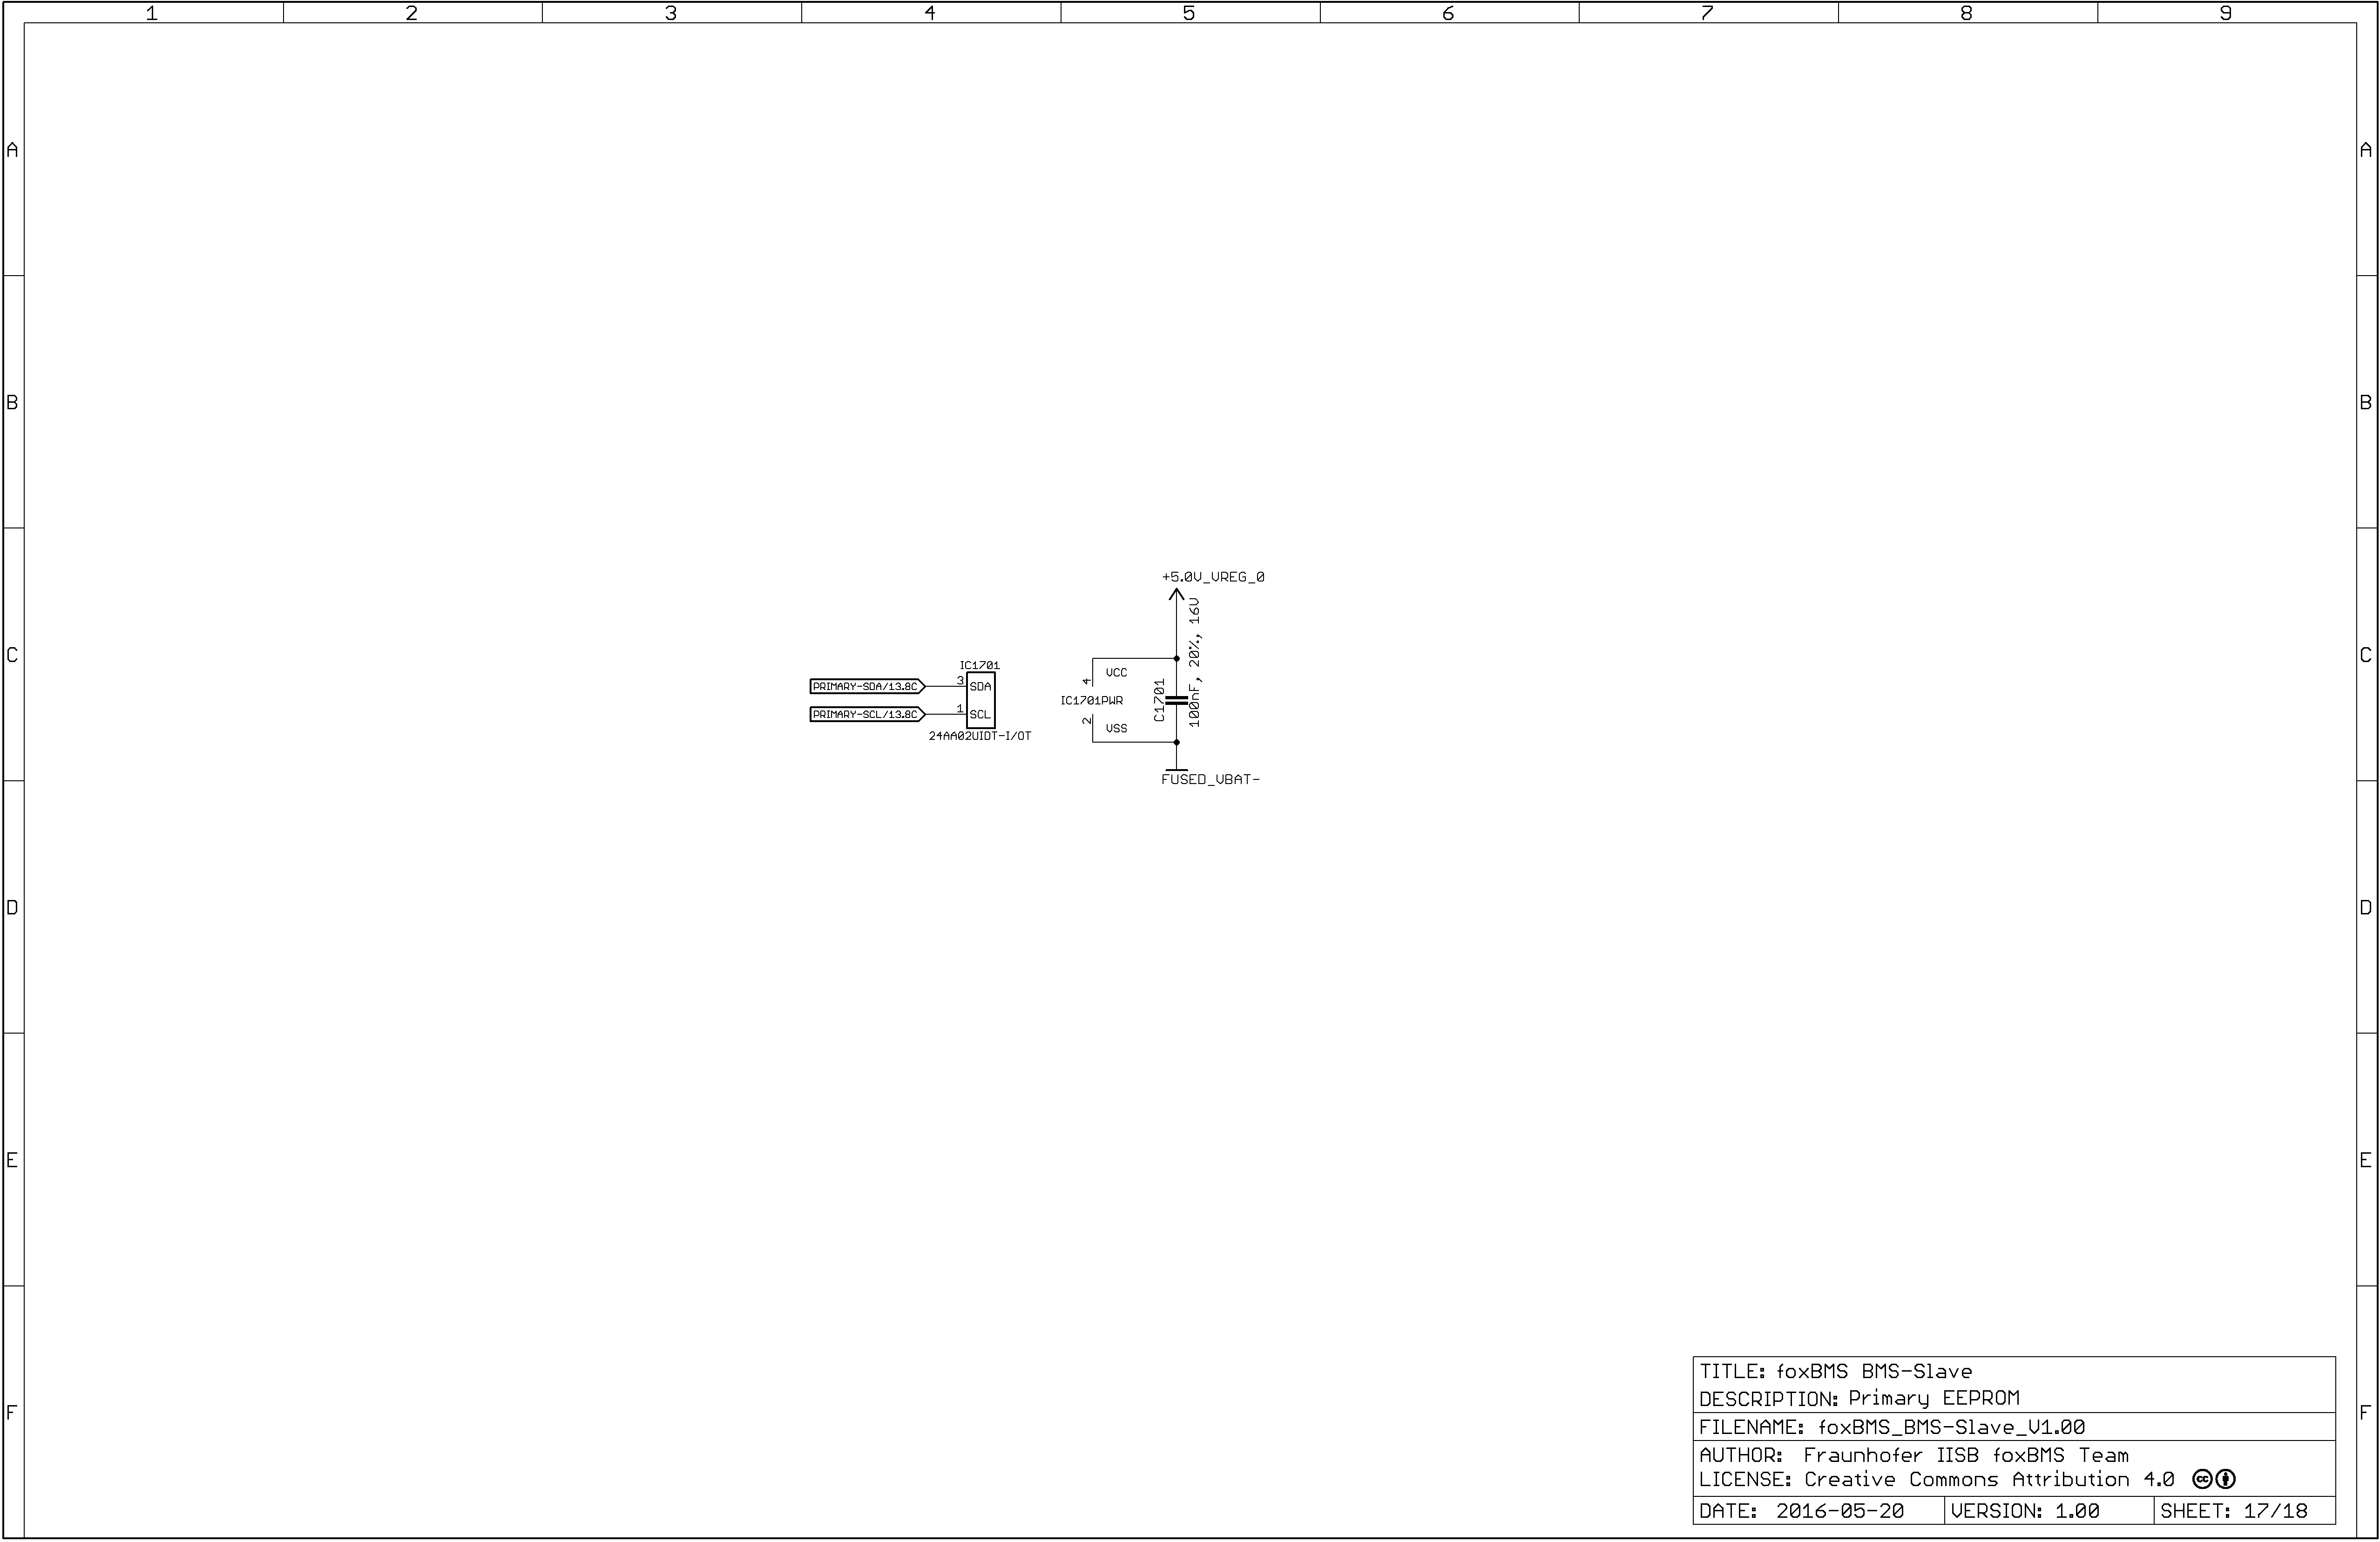 1 2 3 4 5 6 7 8 9
A A
B B
C C
D D
E E
F F
+5.0V_VREG_0
100nF, 20%, 16V
C1701
IC1701
PRIMARY-SDA/13.8C 3 SDA
PRIMARY-SCL/13.8C 1 SCL
24AA02UIDT-I/OT
4 VCC
IC1701PWR
2 VSS
FUSED_VBAT-
TITLE: foxBMS BMS-Slave
DESCRIPTION: Primary EEPROM
FILENAME: foxBMS_BMS-Slave_V1.00
AUTHOR: Fraunhofer IISB foxBMS Team
LICENSE: Creative Commons Attribution 4.0 cc
DATE: 2016-05-20 VERSION: 1.00 SHEET: 17/18